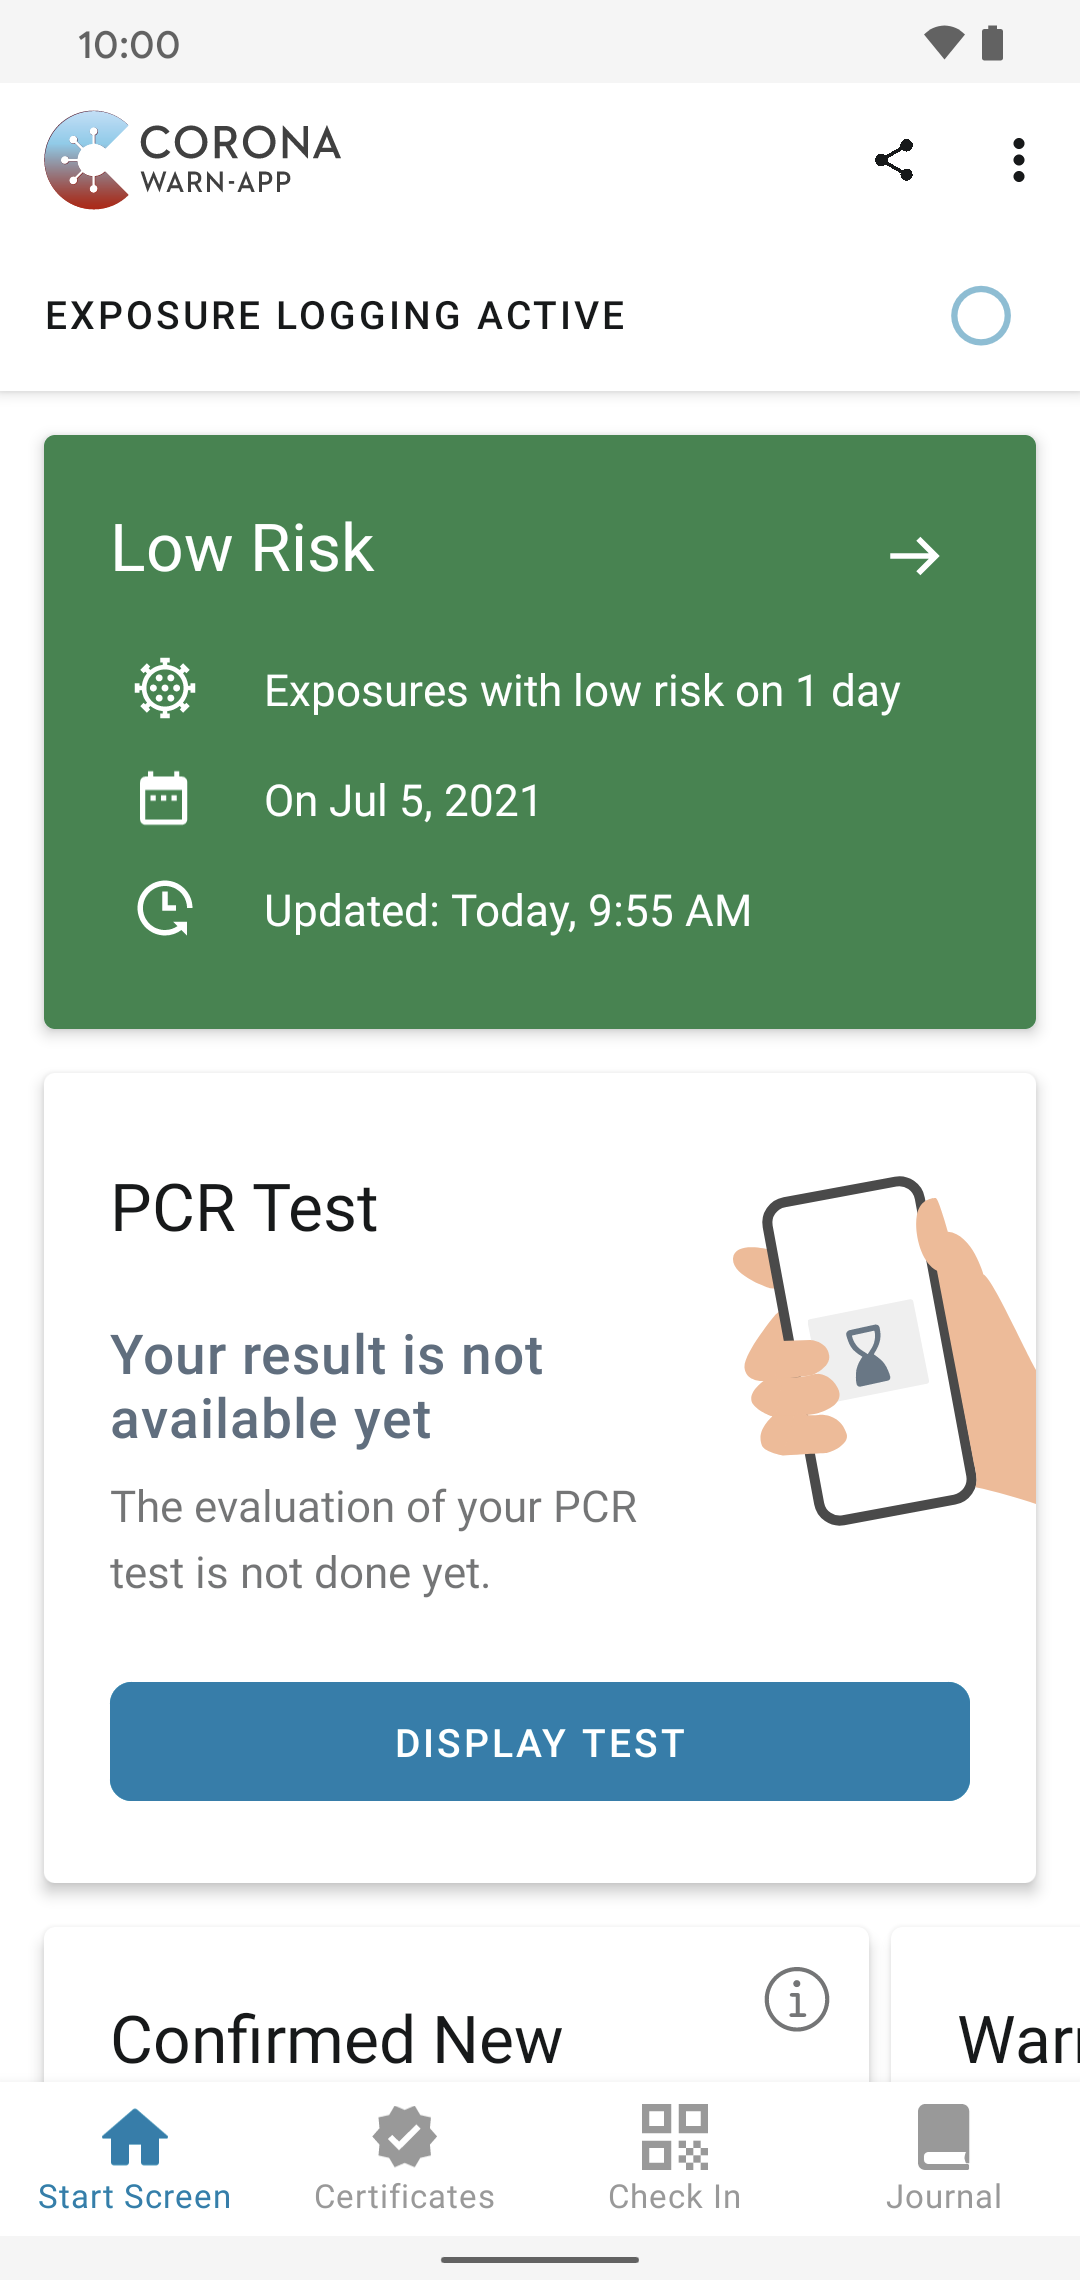 10:00
CORONA
WARN-APP
EXPOSURE LOGGING ACTIVE
Low Risk
Exposures with low risk on 1 day
On Jul 5, 2021
Updated: Today, 9:55 AM
PCR Test
Your result is not
available yet
The evaluation of your PCR
test is not done yet.
DISPLAY TEST
Confirmed New
Start Screen
Certificates
Check In
Journal